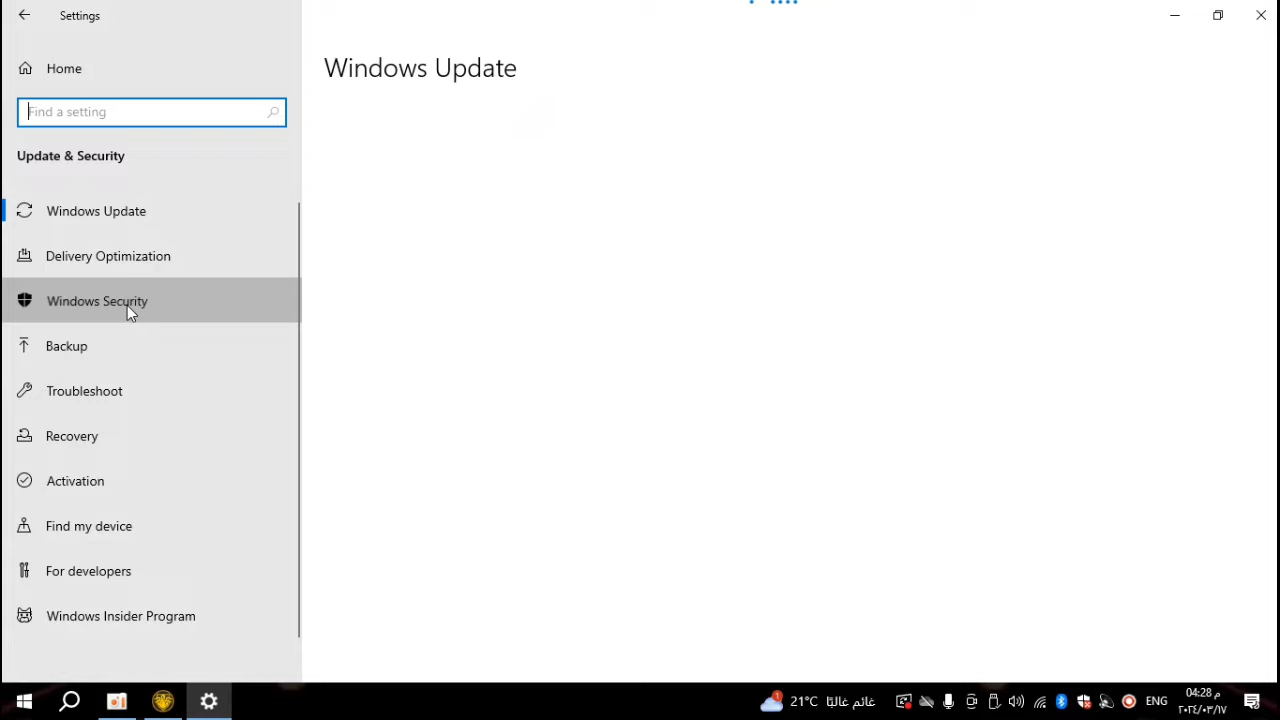 Settings
Windows Update
Home
Find a setting
Update & Security
Windows Update
Delivery Optimization
Windows Security
Backup
Troubleshoot
Recovery
Activation
Find my device
For developers
Windows Insider Program
1
21°C غائم غالبًا
ENG
04:28 م
٢٠٢٤/٠٣/١٧